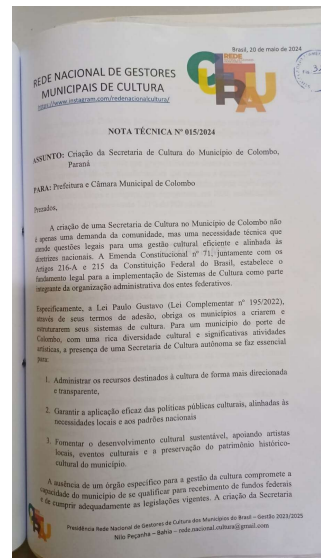 Brasil, 20 de maio de 2024
REDE NACIONAL DE GESTORES
MUNICIPAIS DE CULTURA
https://www.instagram.com/redenacionalcultura/
REDE
CULTURA
NOTA TÉCNICA Nº 015/2024
ASSUNTO: Criação da Secretaria de Cultura do Município de Colombo,
Paraná
PARA: Prefeitura e Câmara Municipal de Colombo
Prezados,
A criação de uma Secretaria de Cultura no Município de Colombo não
é apenas uma demanda da comunidade, mas uma necessidade técnica que
atende questões legais para uma gestão cultural eficiente e alinhada às
diretrizes nacionais. A Emenda Constitucional nº 71, juntamente com os
Artigos 216-A e 215 da Constituição Federal do Brasil, estabelece o
fundamento legal para a implementação de Sistemas de Cultura como parte
integrante da organização administrativa dos entes federativos.
Especificamente, a Lei Paulo Gustavo (Lei Complementar nº 195/2022),
através de seus termos de adesão, obriga os municípios a criarem e
estruturarem seus sistemas de cultura. Para um município do porte de
Colombo, com uma rica diversidade cultural e significativas atividades
artísticas, a presença de uma Secretaria de Cultura autônoma se faz essencial
para:
1. Administrar os recursos destinados à cultura de forma mais direcionada
e transparente,
2. Garantir a aplicação eficaz das políticas públicas culturais, alinhadas às
necessidades locais e aos padrões nacionais
3. Fomentar o desenvolvimento cultural sustentável, apoiando artistas
locais, eventos culturais e a preservação do patrimônio histórico-
cultural do município.
A ausência de um órgão específico para a gestão da cultura compromete a
capacidade do município de se qualificar para recebimento de fundos federais
e de cumprir adequadamente as legislações vigentes. A criação da Secretaria
Presidência Rede Nacional de Gestores de Cultura dos Municípios do Brasil – Gestão 2023/2025
Nilo Peçanha – Bahia – rede.nacional.cultura@gmail.com